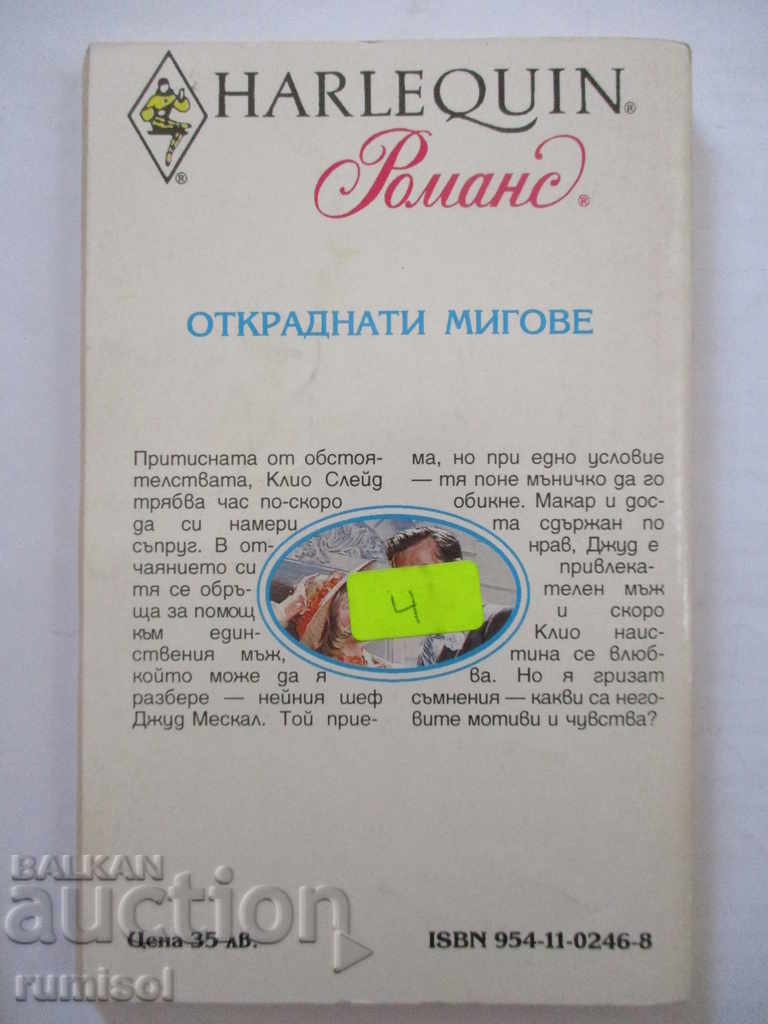 HARLEQUIN®
Романс®
®
ОТКРАДНАТИ МИГОВЕ
Притисната от обстоя-
телствата, Клио Слейд
трябва час по-скоро
да си намери
съпруг. В от-
чаянието си
тя се обръ-
ща за помощ
към един-
ствения мъж,
който може да я
разбере — нейния шеф
Джуд Мескал. Той прие-
ма, но при едно условие
— тя поне мъничко да го
обикне. Макар и дос-
та сдържан по
нрав, Джуд е
привлека-
телен мъж
и скоро
Клио наис-
тина се влюб-
ва. Но я гризат
съмнения — какви са него-
вите мотиви и чувства?
4
Цена 35 лв.
ISBN 954-11-0246-8
BALKAN
auction
rumisol